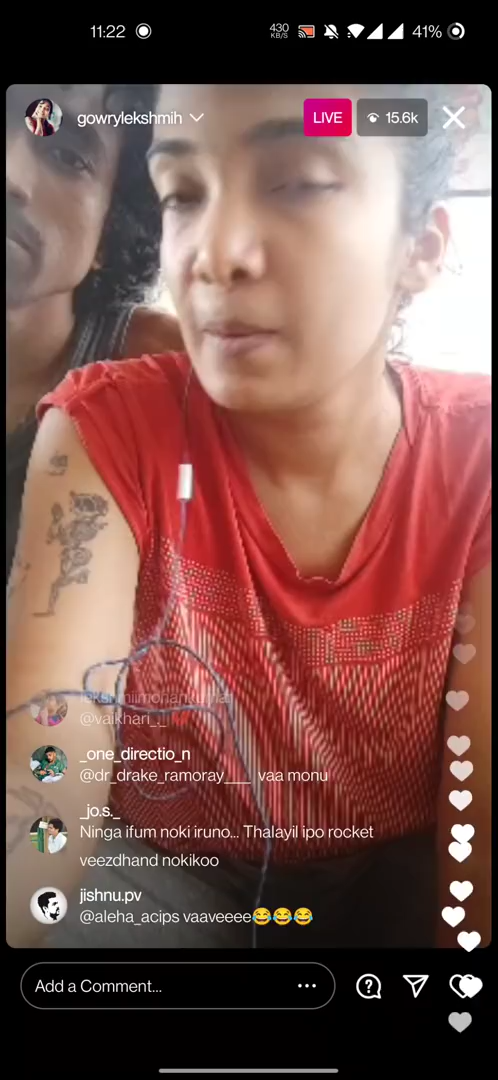 11:22
430
KB/S
41%
gowrylekshmih
LIVE
15.6k
@vaikhari_._
_one_directio_n
@dr_drake_ramoray___ vaa monu
_jo.s._
Ninga ifum noki iruno... Thalayil ipo rocket
veezdhand nokikoo
jishnu.pv
@aleha_acips vaaveeee😂😂😂
Add a Comment...